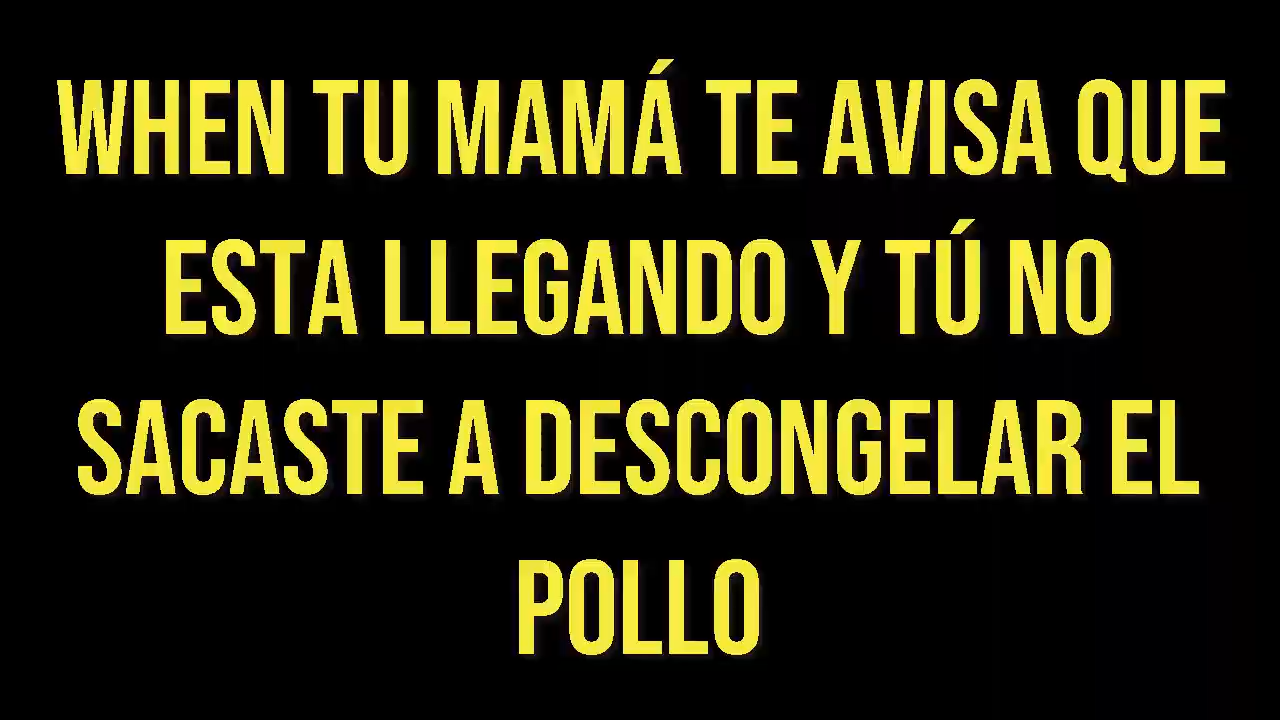 WHEN TU MAMÁ TE AVISA QUE
ESTA LLEGANDO Y TÚ NO
SACASTE A DESCONGELAR EL
POLLO